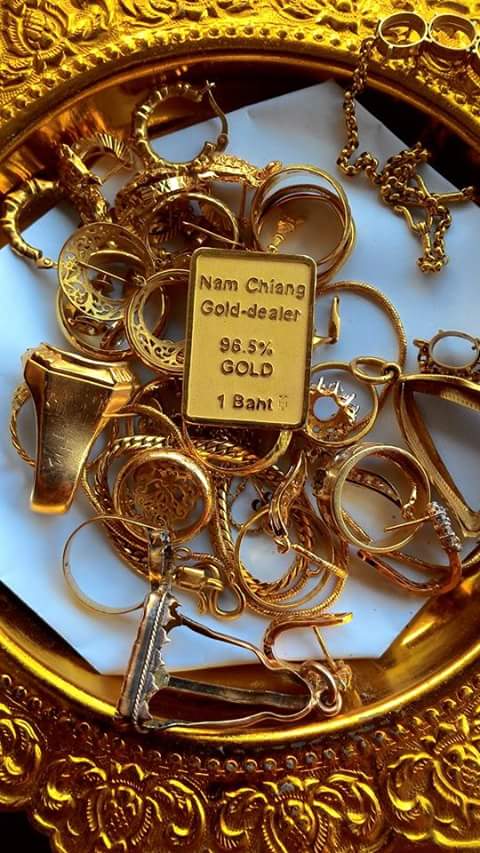 Nam Chiang
Gold-dealer
96.5%
GOLD
1 Baht